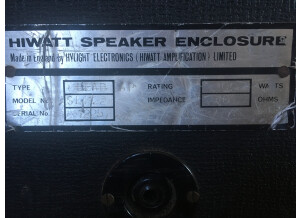 HIWATT SPEAKER ENCLOSURE
Made in England by HYLIGHT ELECTRONICS (HIWATT AMPLIFICATION) LIMITED
TYPE RATING WATTS
MODEL No. IMPEDANCE OHMS
SERIAL No.